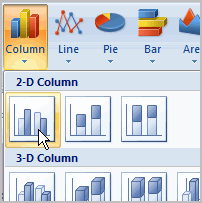 Column Line Pie Bar Are
2-D Column
3-D Column